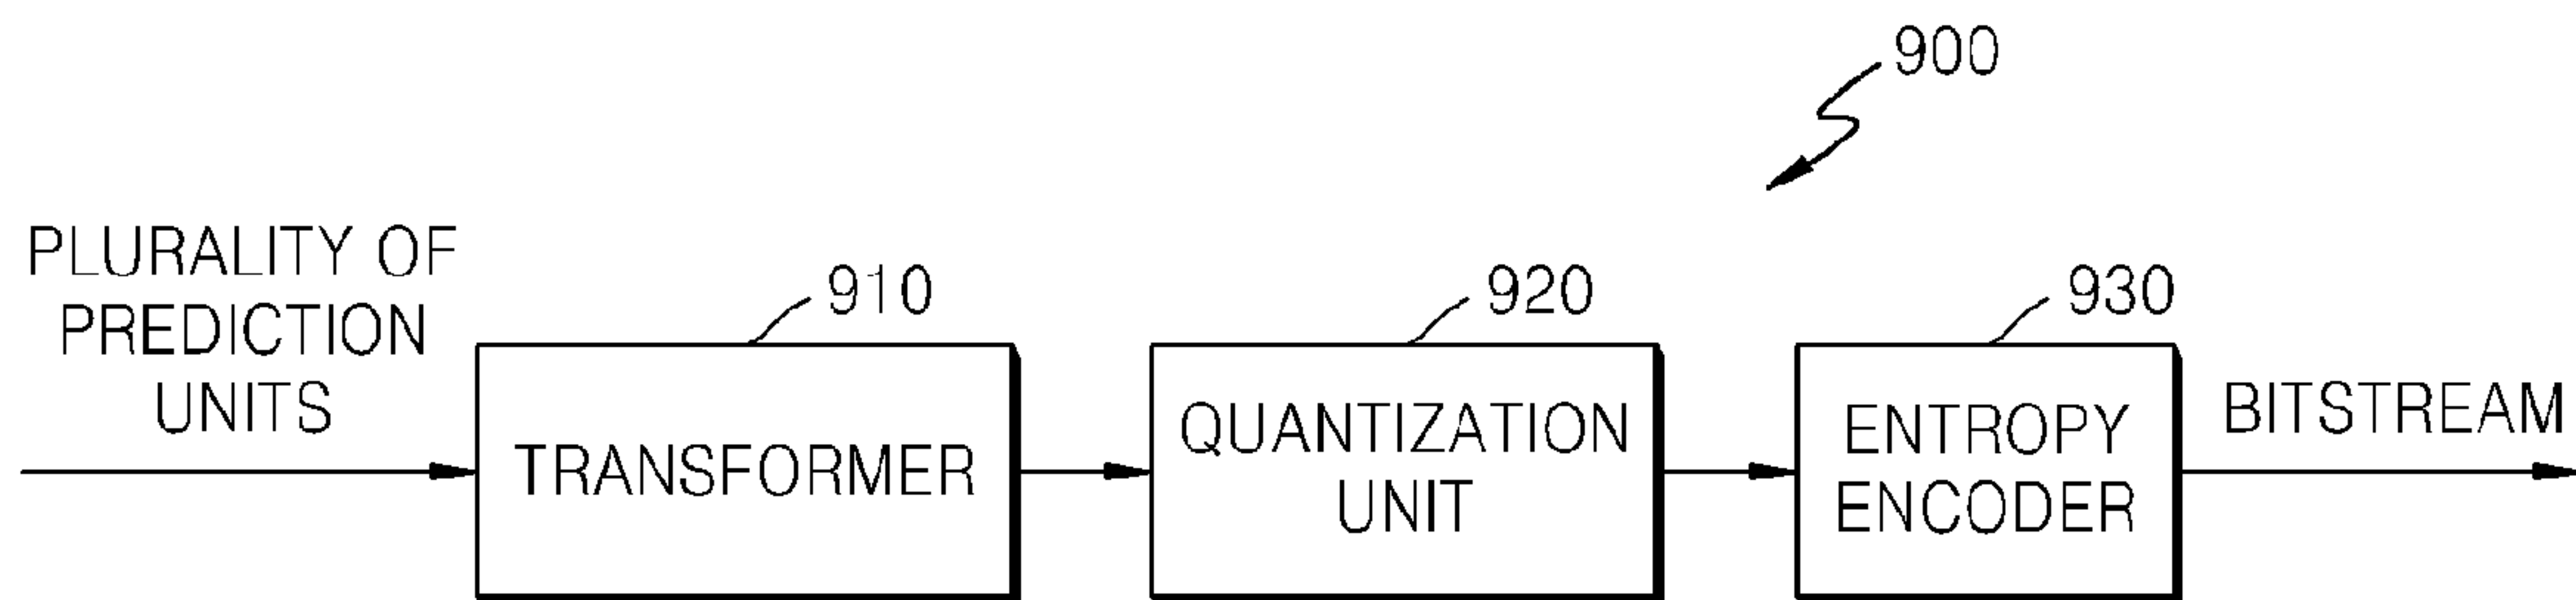 900
PLURALITY OF
PREDICTION
UNITS
910
TRANSFORMER
920
QUANTIZATION
UNIT
930
ENTROPY
ENCODER
BITSTREAM